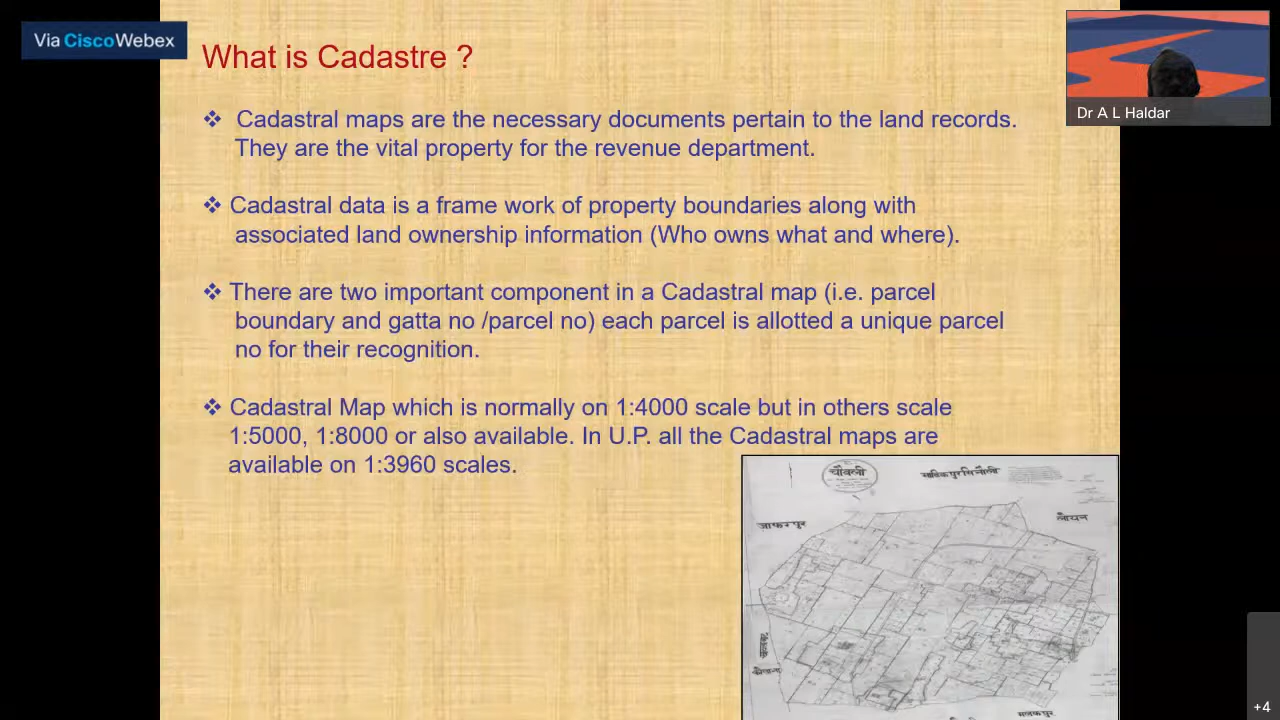 Via CiscoWebex
What is Cadastre ?
Dr A L Haldar
❖ Cadastral maps are the necessary documents pertain to the land records.
They are the vital property for the revenue department.
❖ Cadastral data is a frame work of property boundaries along with
associated land ownership information (Who owns what and where).
❖ There are two important component in a Cadastral map (i.e. parcel
boundary and gatta no /parcel no) each parcel is allotted a unique parcel
no for their recognition.
❖ Cadastral Map which is normally on 1:4000 scale but in others scale
1:5000, 1:8000 or also available. In U.P. all the Cadastral maps are
available on 1:3960 scales.
जाफरपुर
मलकपुर
+4